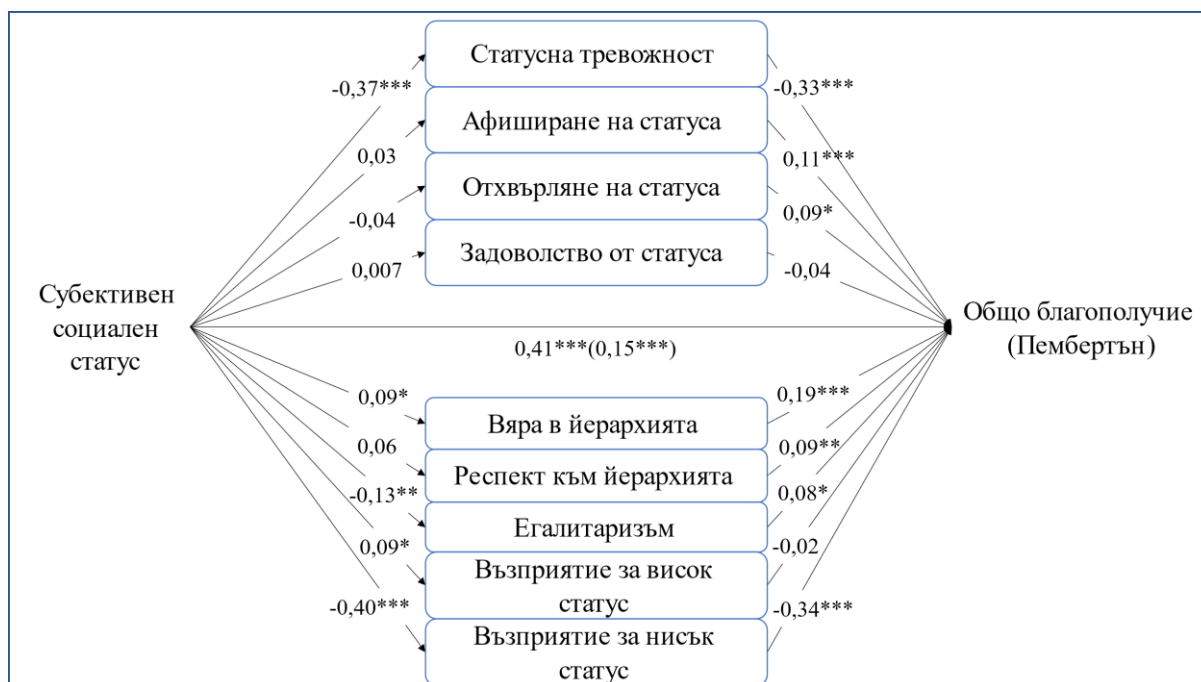 Статусна тревожност
-0,37***
-0,33***
Афиширане на статуса
0,03
0,11***
Отхвърляне на статуса
-0,04
0,09*
Задоволство от статуса
0,007
-0,04
Субективен
социален
статус
Общо благополучие
(Пембертън)
0,41***(0,15***)
0,09*
0,19***
Вяра в йерархията
0,06
0,09**
Респект към йерархията
-0,13**
0,08*
Егалитаризъм
0,09*
-0,02
Възприятие за висок
статус
-0,40***
-0,34***
Възприятие за нисък
статус